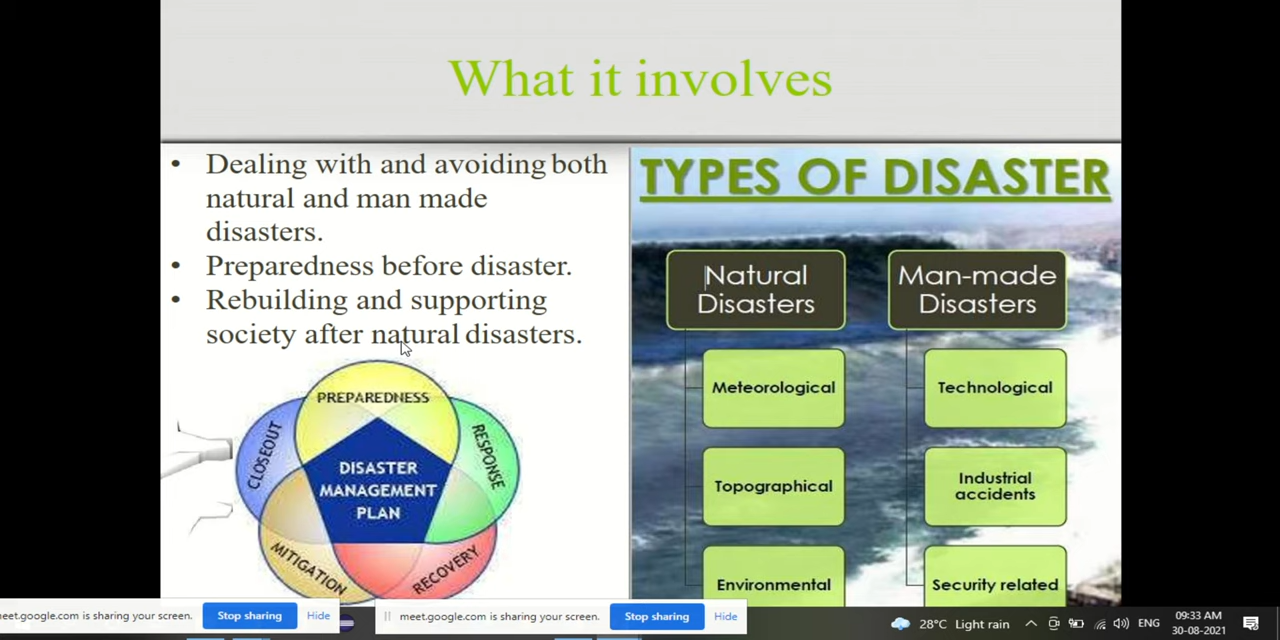 What it involves
• Dealing with and avoiding both
natural and man made
disasters.
• Preparedness before disaster.
• Rebuilding and supporting
society after natural disasters.
PREPAREDNESS
CLOSEOUT
RESPONSE
DISASTER
MANAGEMENT
PLAN
MITIGATION
RECOVERY
TYPES OF DISASTER
Natural
Disasters
Man-made
Disasters
Meteorological
Technological
Topographical
Industrial
accidents
Environmental
Security related
neet.google.com is sharing your screen. Stop sharing Hide
meet.google.com is sharing your screen. Stop sharing Hide
28°C Light rain
ENG
09:33 AM
30-08-2021